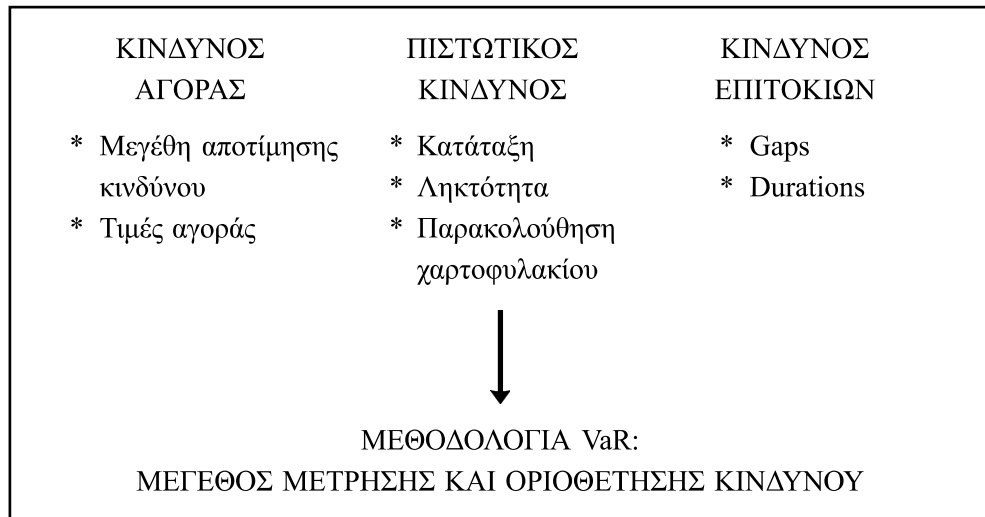 ΚΙΝΔΥΝΟΣ
ΑΓΟΡΑΣ
* Μεγέθη αποτίμησης
κινδύνου
* Τιμές αγοράς
ΠΙΣΤΩΤΙΚΟΣ
ΚΙΝΔΥΝΟΣ
* Κατάταξη
* Ληκτότητα
* Παρακολούθηση
χαρτοφυλακίου
ΚΙΝΔΥΝΟΣ
ΕΠΙΤΟΚΙΩΝ
* Gaps
* Durations
ΜΕΘΟΔΟΛΟΓΙΑ VaR:
ΜΕΓΕΘΟΣ ΜΕΤΡΗΣΗΣ ΚΑΙ ΟΡΙΟΘΕΤΗΣΗΣ ΚΙΝΔΥΝΟΥ